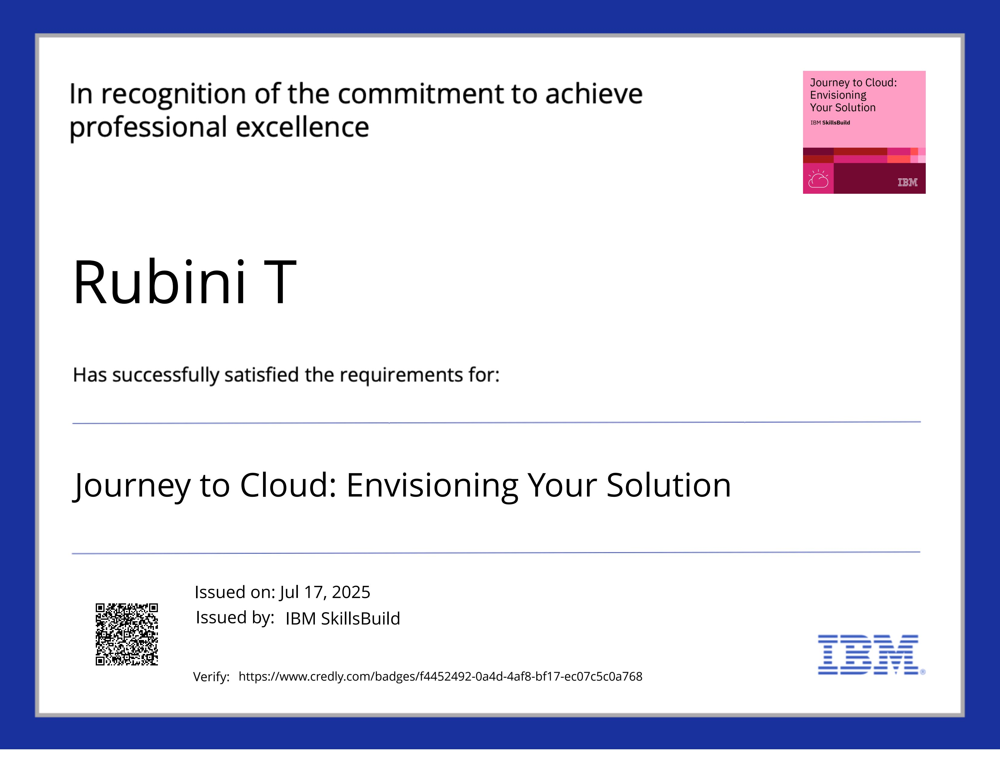 In recognition of the commitment to achieve
professional excellence
Journey to Cloud:
Envisioning
Your Solution
IBM SkillsBuild
IBM
Rubini T
Has successfully satisfied the requirements for:
Journey to Cloud: Envisioning Your Solution
Issued on: Jul 17, 2025
Issued by: IBM SkillsBuild
Verify: https://www.credly.com/badges/f4452492-0a4d-4af8-bf17-ec07c5c0a768
IBM®